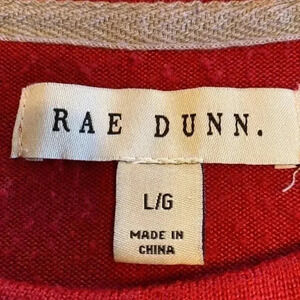 RAE DUNN.
L/G
MADE IN
CHINA